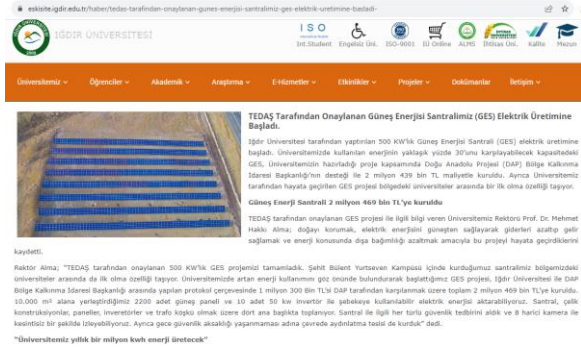 eskisite.igdir.edu.tr/haber/tedas-tarafindan-onaylanan-gunes-enerjisi-santralimiz-ges-elektrik-uretimine-basladi-
IĞDIR ÜNİVERSİTESİ
ISO
Int.Student Engelsiz Üni. ISO-9001 IU Online ALMS İhtisas Üni. Kalite Mezun
Üniversitemiz Öğrenciler Akademik Araştırma E-Hizmetler Etkinlikler Projeler Dokümanlar İletişim
TEDAŞ Tarafından Onaylanan Güneş Enerjisi Santralimiz (GES) Elektrik Üretimine
Başladı.
Iğdır Üniversitesi tarafından yaptırılan 500 KW'lık Güneş Enerjisi Santrali (GES) elektrik üretimine
başladı. Üniversitemizde kullanılan enerjinin yaklaşık yüzde 30'unu karşılayabilecek kapasitedeki
GES, Üniversitemizin hazırladığı proje kapsamında Doğu Anadolu Projesi (DAP) Bölge Kalkınma
İdaresi Başkanlığı'nın desteği ile 2 milyon 439 bin TL maliyetle kuruldu. Ayrıca Üniversitemiz
tarafından hayata geçirilen GES projesi bölgedeki üniversiteler arasında bir ilk olma özelliği taşıyor.
Güneş Enerji Santrali 2 milyon 469 bin TL'ye kuruldu
TEDAŞ tarafından onaylanan GES projesi ile ilgili bilgi veren Üniversitemiz Rektörü Prof. Dr. Mehmet
Hakkı Alma; doğayı korumak, elektrik enerjisini güneşten sağlayarak giderleri azaltıp gelir
sağlamak ve enerji konusunda dışa bağımlılığı azaltmak amacıyla bu projeyi hayata geçirdiklerini
kaydetti.
Rektör Alma; "TEDAŞ tarafından onaylanan 500 KW'lık GES projemizi tamamladık. Şehit Bülent Yurtseven Kampüsü içinde kurduğumuz santralimiz bölgemizdeki
üniversiteler arasında da ilk olma özelliği taşıyor. Üniversitemizde artan enerji kullanımını göz önünde bulundurarak başlattığımız GES projesi, Iğdır Üniversitesi ile DAP
Bölge Kalkınma İdaresi Başkanlığı arasında yapılan protokol çerçevesinde 1 milyon 300 Bin TL'si DAP tarafından karşılanmak üzere toplam 2 milyon 469 bin TL'ye kuruldu.
10.000 m² alana yerleştirdiğimiz 2200 adet güneş paneli ve 10 adet 50 kw invertör ile şebekeye kullanılabilir elektrik enerjisi aktarabiliyoruz. Santral, çelik
konstrüksiyonlar, paneller, inveretörler ve trafo köşkü olmak üzere dört ana başlıkta toplanıyor. Santral ile ilgili her türlü güvenlik tedbirini aldık ve 8 harici kamera ile
kesintisiz bir şekilde izleyebiliyoruz. Ayrıca gece güvenlik aksaklığı yaşanmaması adına çevrede aydınlatma tesisi de kurduk" dedi.
"Üniversitemiz yıllık bir milyon kwh enerji üretecek"